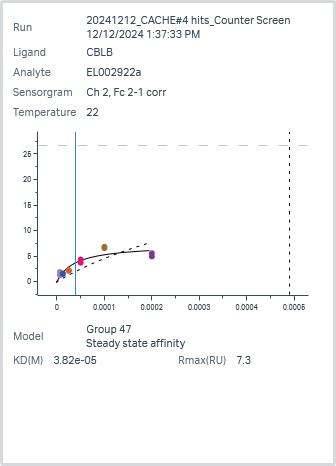 Run 20241212_CACHE#4 hits_Counter Screen
12/12/2024 1:37:33 PM
Ligand CBLB
Analyte EL002922a
Sensorgram Ch 2, Fc 2-1 corr
Temperature 22
25
20
15
10
5
0
0 0.0001 0.0002 0.0003 0.0004 0.0005
Model Group 47
Steady state affinity
KD(M) 3.82e-05 Rmax(RU) 7.3